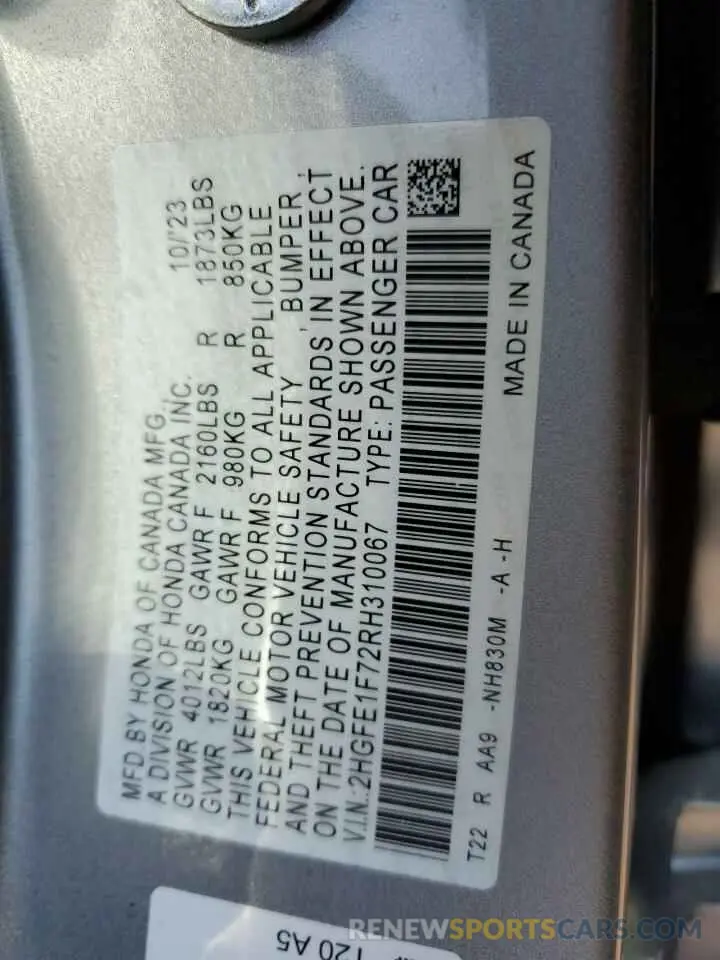 MFD.BY HONDA OF CANADA MFG. 10/'23
A DIVISION OF HONDA CANADA INC.
GVWR 4012LBS GAWR F 2160LBS R 1873LBS
GVWR 1820KG GAWR F 980KG R 850KG
THIS VEHICLE CONFORMS TO ALL APPLICABLE
FEDERAL MOTOR VEHICLE SAFETY , BUMPER ,
AND THEFT PREVENTION STANDARDS IN EFFECT
ON THE DATE OF MANUFACTURE SHOWN ABOVE.
V.I.N.:2HGFE1F72RH310067 TYPE: PASSENGER CAR
T22 R AA9 -NH830M -A -H
MADE IN CANADA
T20 A5
RENEWSPORTSCARS.COM